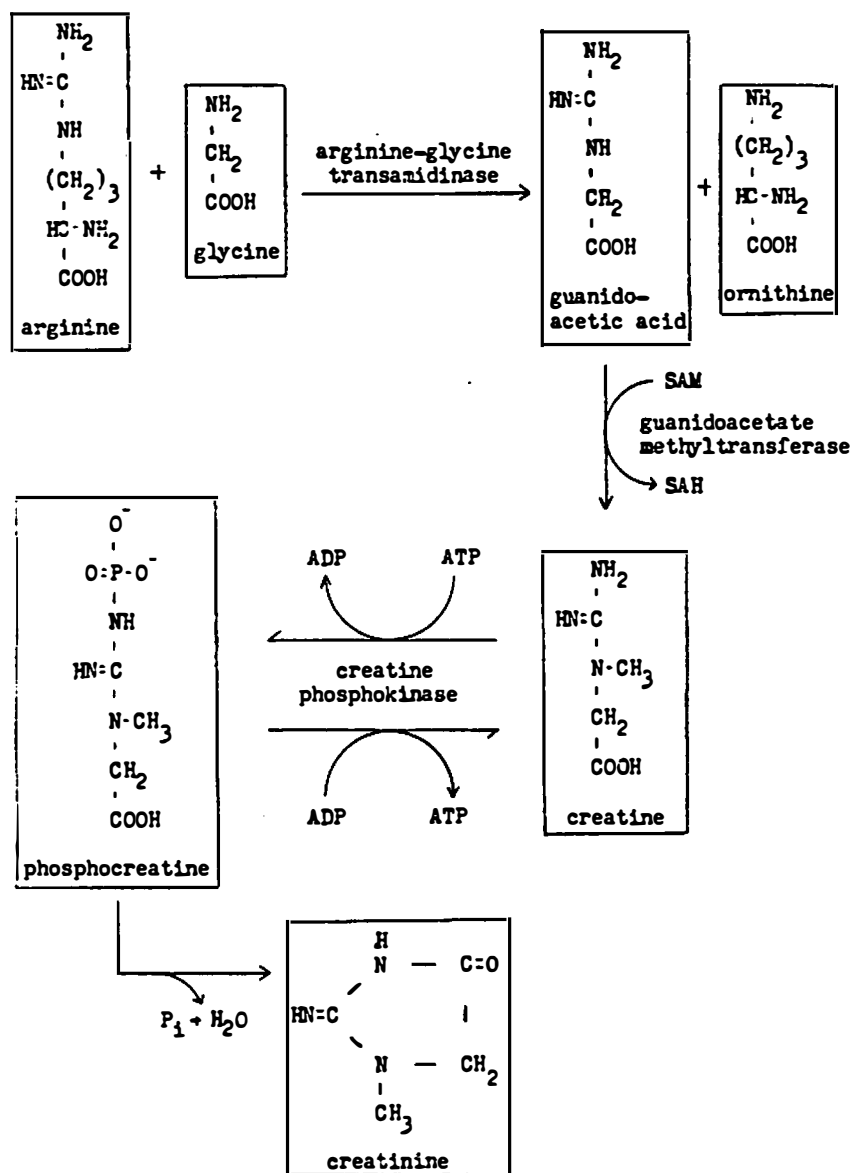 NH2
HN=C
NH
(CH2)3
HC-NH2
COOH
arginine
+
NH2
CH2
COOH
glycine
arginine-glycine
transamidinase
NH2
HN=C
NH
CH2
COOH
guanido-
acetic acid
+
NH2
(CH2)3
HC-NH2
COOH
ornithine
SAM
guanidoacetate
methyltransferase
SAH
O-
O=P-O-
NH
HN=C
N-CH3
CH2
COOH
phosphocreatine
ADP ATP
creatine
phosphokinase
ADP ATP
NH2
HN=C
N-CH3
CH2
COOH
creatine
Pi + H2O
H
N — C=O
HN=C
N — CH2
CH3
creatinine